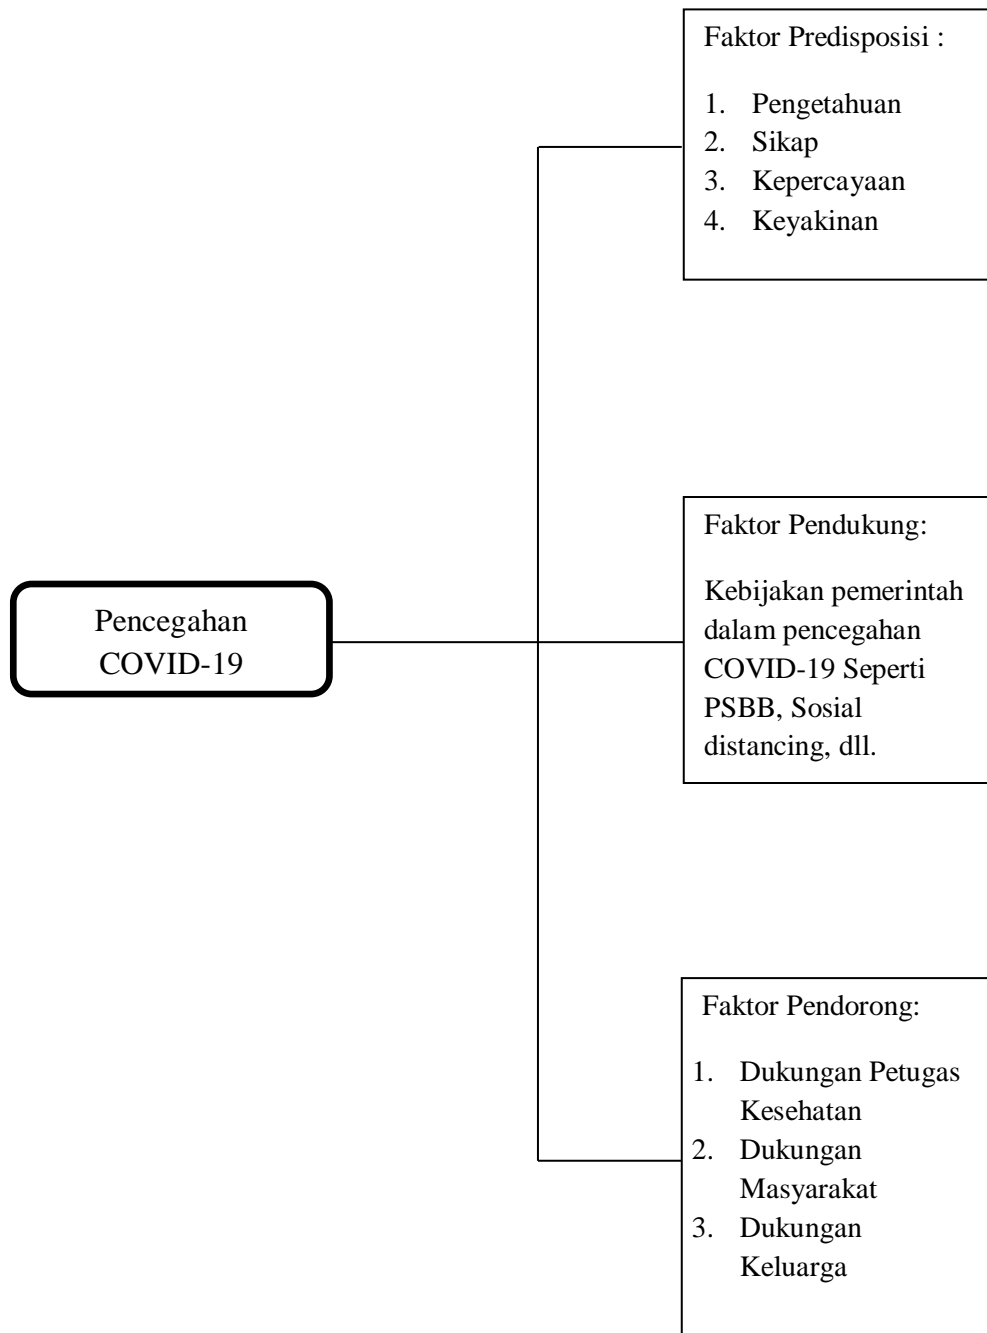 Faktor Predisposisi :
1. Pengetahuan
2. Sikap
3. Kepercayaan
4. Keyakinan
Pencegahan
COVID-19
Faktor Pendukung:
Kebijakan pemerintah
dalam pencegahan
COVID-19 Seperti
PSBB, Sosial
distancing, dll.
Faktor Pendorong:
1. Dukungan Petugas
Kesehatan
2. Dukungan
Masyarakat
3. Dukungan
Keluarga